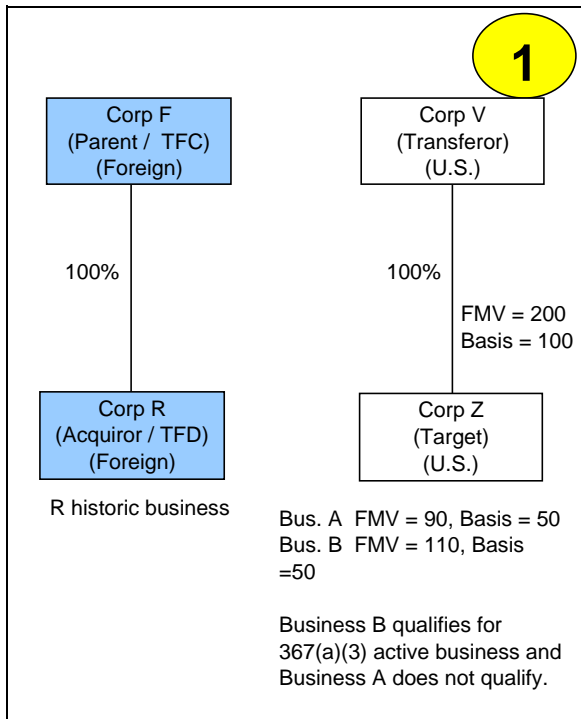 1
Corp F
(Parent / TFC)
(Foreign)
Corp V
(Transferor)
(U.S.)
100%
100%
FMV = 200
Basis = 100
Corp R
(Acquiror / TFD)
(Foreign)
Corp Z
(Target)
(U.S.)
R historic business
Bus. A FMV = 90, Basis = 50
Bus. B FMV = 110, Basis
=50
Business B qualifies for
367(a)(3) active business and
Business A does not qualify.